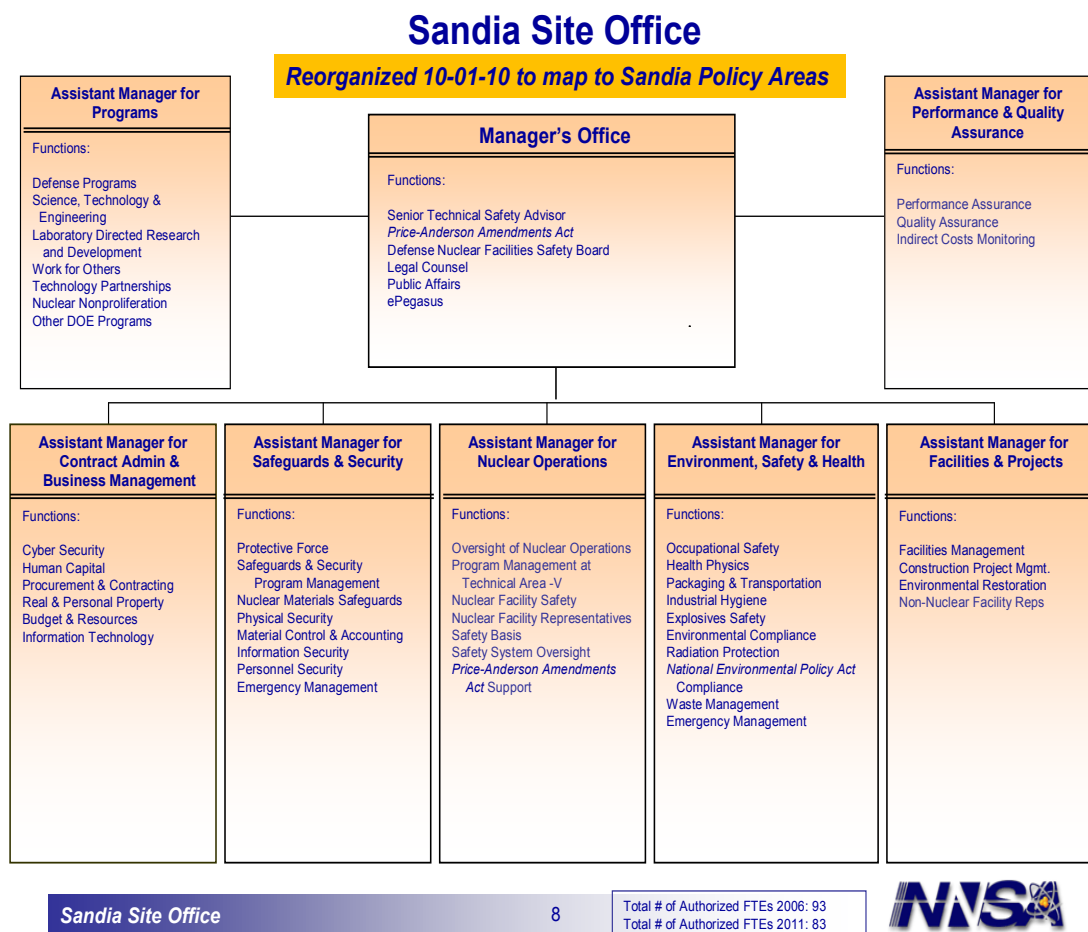 Sandia Site Office
Reorganized 10-01-10 to map to Sandia Policy Areas
Assistant Manager for
Programs
Functions:
Defense Programs
Science, Technology &
Engineering
Laboratory Directed Research
and Development
Work for Others
Technology Partnerships
Nuclear Nonproliferation
Other DOE Programs
Manager's Office
Functions:
Senior Technical Safety Advisor
Price-Anderson Amendments Act
Defense Nuclear Facilities Safety Board
Legal Counsel
Public Affairs
ePegasus
.
Assistant Manager for
Performance & Quality
Assurance
Functions:
Performance Assurance
Quality Assurance
Indirect Costs Monitoring
Assistant Manager for
Contract Admin &
Business Management
Functions:
Cyber Security
Human Capital
Procurement & Contracting
Real & Personal Property
Budget & Resources
Information Technology
Assistant Manager for
Safeguards & Security
Functions:
Protective Force
Safeguards & Security
Program Management
Nuclear Materials Safeguards
Physical Security
Material Control & Accounting
Information Security
Personnel Security
Emergency Management
Assistant Manager for
Nuclear Operations
Functions:
Oversight of Nuclear Operations
Program Management at
Technical Area -V
Nuclear Facility Safety
Nuclear Facility Representatives
Safety Basis
Safety System Oversight
Price-Anderson Amendments
Act Support
Assistant Manager for
Environment, Safety & Health
Functions:
Occupational Safety
Health Physics
Packaging & Transportation
Industrial Hygiene
Explosives Safety
Environmental Compliance
Radiation Protection
National Environmental Policy Act
Compliance
Waste Management
Emergency Management
Assistant Manager for
Facilities & Projects
Functions:
Facilities Management
Construction Project Mgmt.
Environmental Restoration
Non-Nuclear Facility Reps
Sandia Site Office
8
Total # of Authorized FTEs 2006: 93
Total # of Authorized FTEs 2011: 83
NNSA